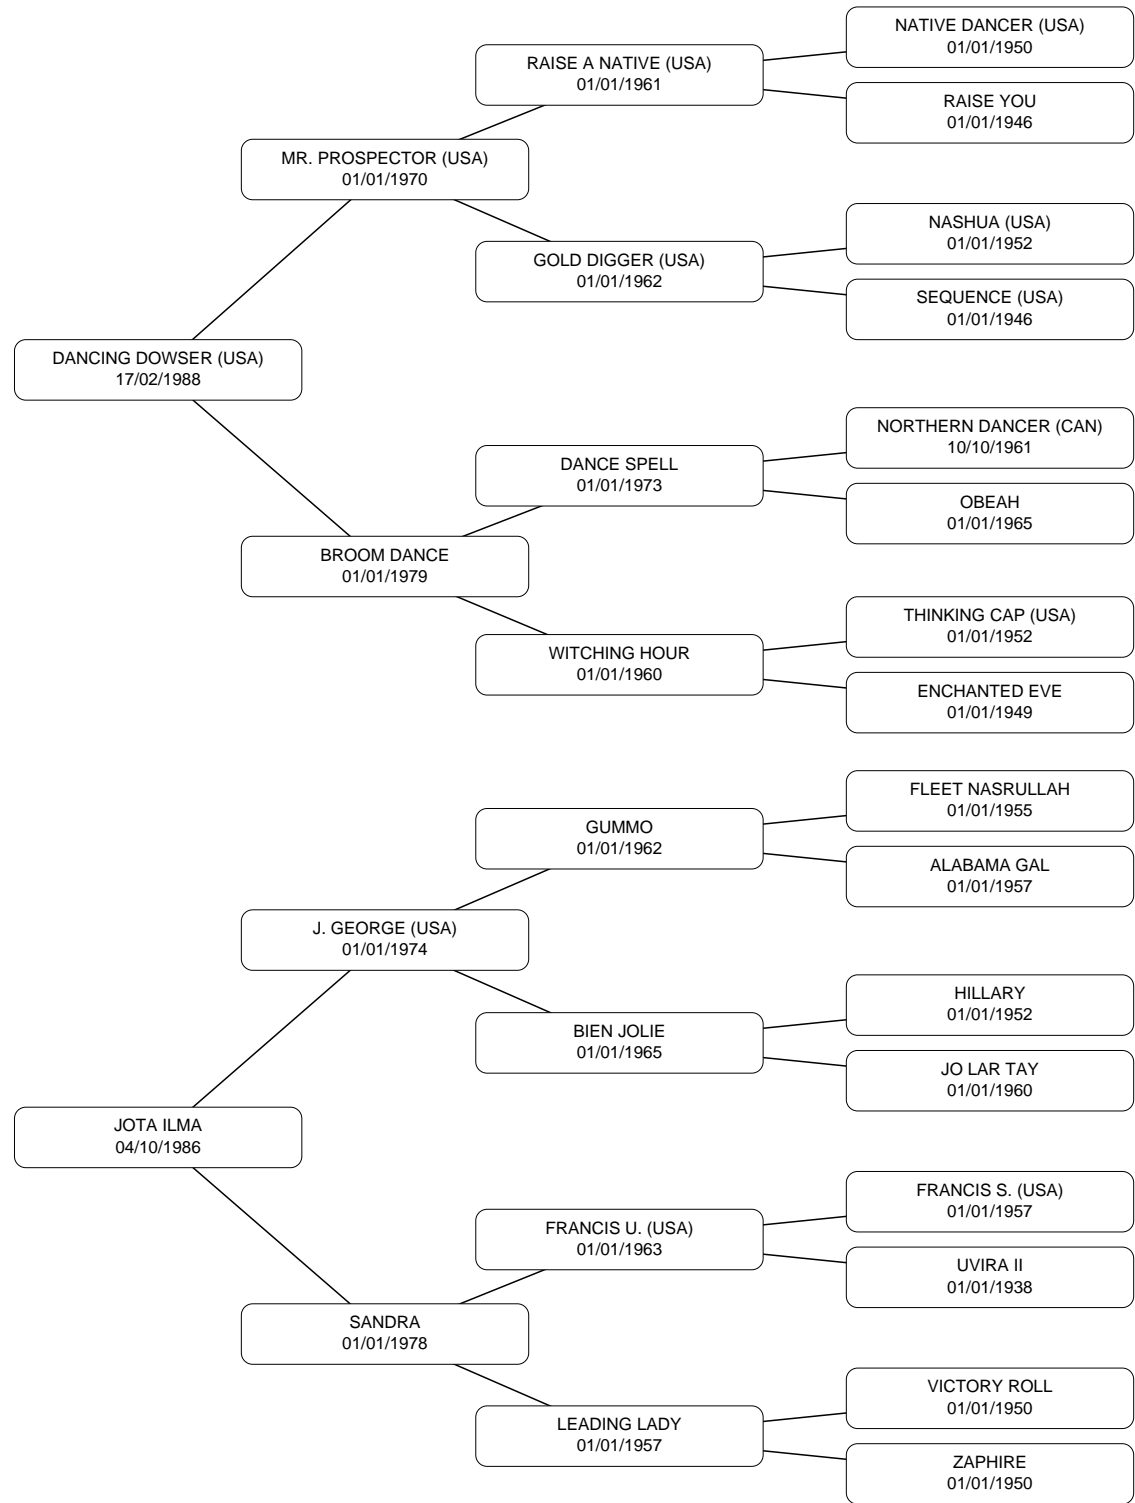 NATIVE DANCER (USA)
01/01/1950
RAISE A NATIVE (USA)
01/01/1961
RAISE YOU
01/01/1946
MR. PROSPECTOR (USA)
01/01/1970
NASHUA (USA)
01/01/1952
GOLD DIGGER (USA)
01/01/1962
SEQUENCE (USA)
01/01/1946
DANCING DOWSER (USA)
17/02/1988
NORTHERN DANCER (CAN)
10/10/1961
DANCE SPELL
01/01/1973
OBEAH
01/01/1965
BROOM DANCE
01/01/1979
THINKING CAP (USA)
01/01/1952
WITCHING HOUR
01/01/1960
ENCHANTED EVE
01/01/1949
FLEET NASRULLAH
01/01/1955
GUMMO
01/01/1962
ALABAMA GAL
01/01/1957
J. GEORGE (USA)
01/01/1974
HILLARY
01/01/1952
BIEN JOLIE
01/01/1965
JO LAR TAY
01/01/1960
JOTA ILMA
04/10/1986
FRANCIS S. (USA)
01/01/1957
FRANCIS U. (USA)
01/01/1963
UVIRA II
01/01/1938
SANDRA
01/01/1978
VICTORY ROLL
01/01/1950
LEADING LADY
01/01/1957
ZAPHIRE
01/01/1950